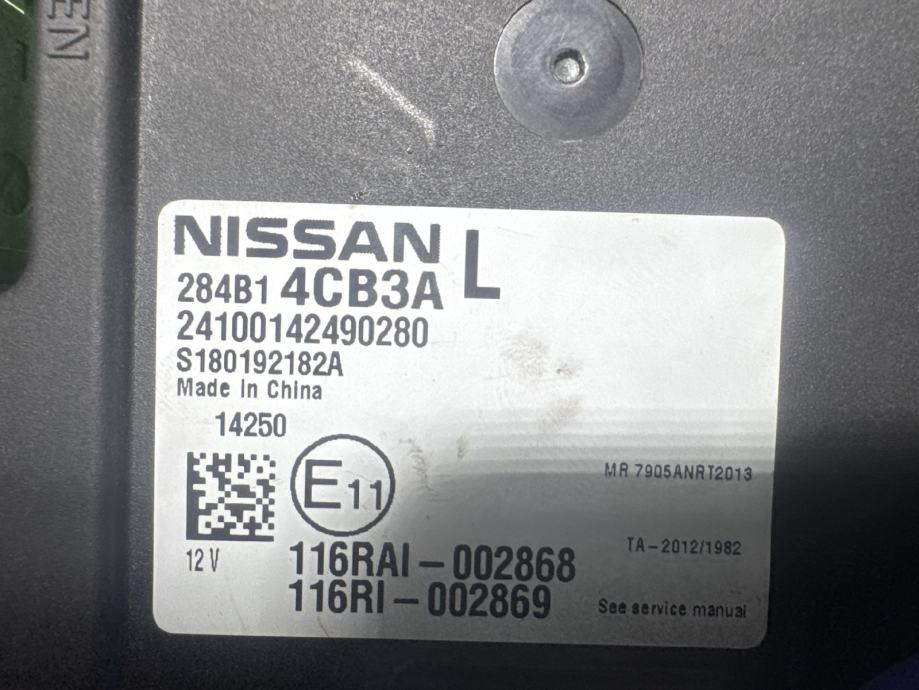 EN
NISSAN L
284B1 4CB3A
24100142490280
S180192182A
Made In China
14250
E11
MR 7905ANRT2013
12 V
116RAI-002868
TA-2012/1982
116RI-002869
See service manual